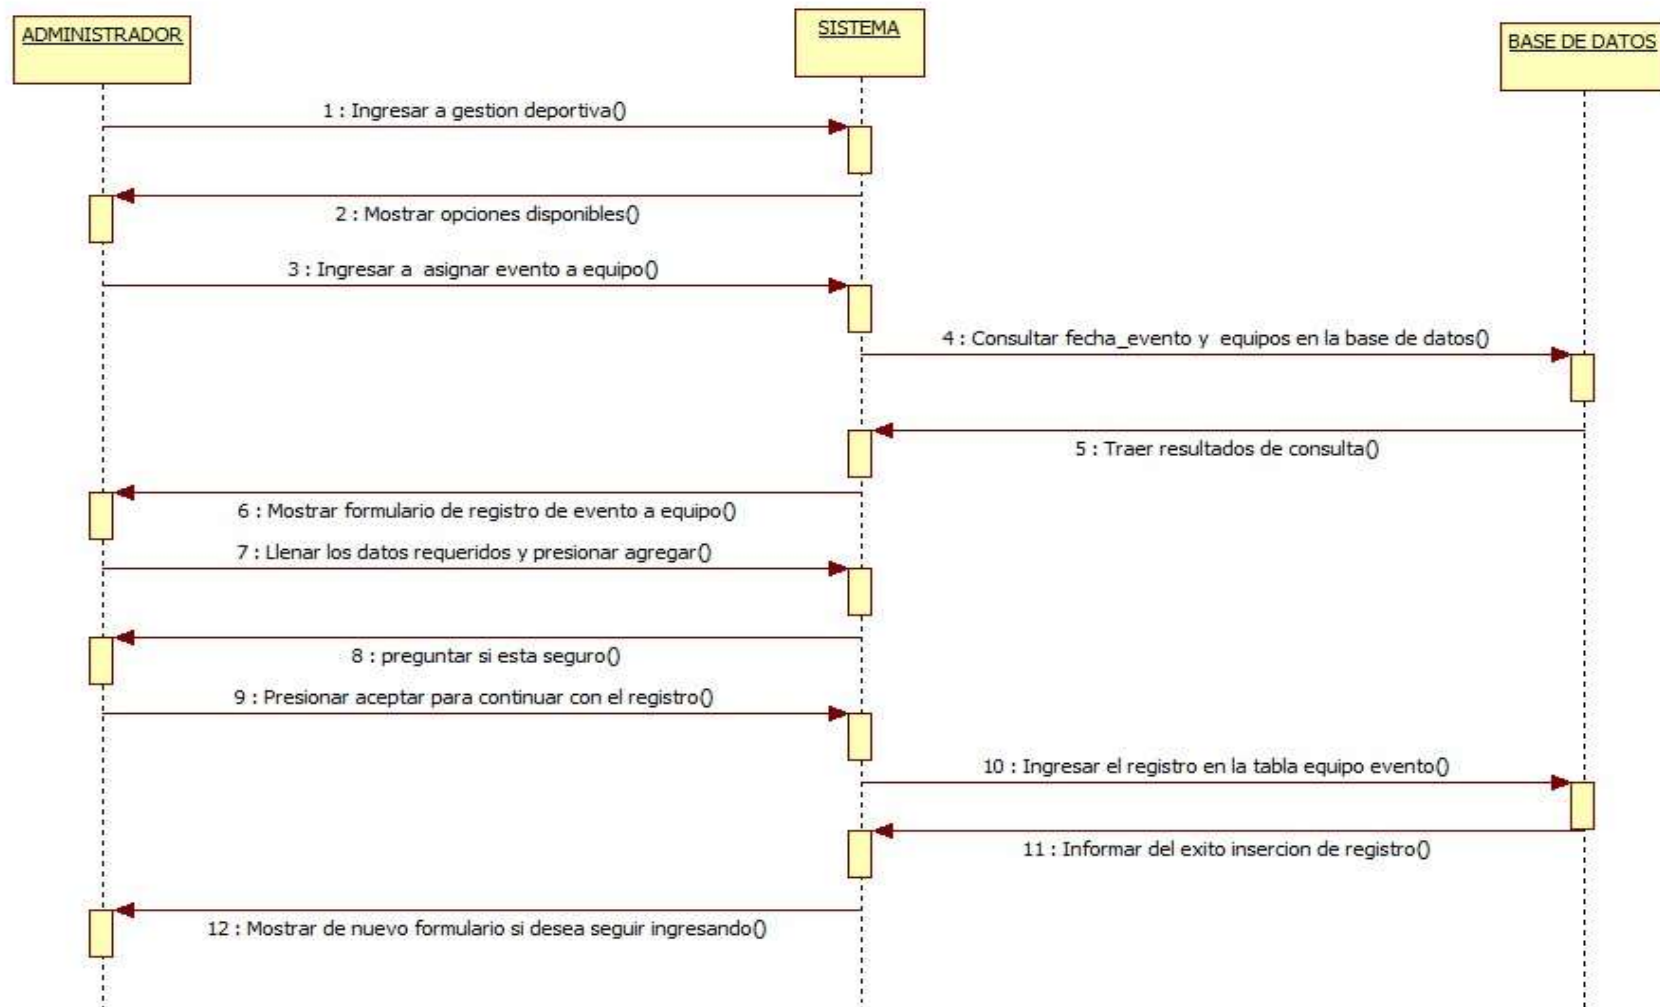 ADMINISTRADOR
SISTEMA
BASE DE DATOS
1 : Ingresar a gestion deportiva()
2 : Mostrar opciones disponibles()
3 : Ingresar a  asignar evento a equipo()
4 : Consultar fecha_evento y  equipos en la base de datos()
5 : Traer resultados de consulta()
6 : Mostrar formulario de registro de evento a equipo()
7 : Llenar los datos requeridos y presionar agregar()
8 : preguntar si esta seguro()
9 : Presionar aceptar para continuar con el registro()
10 : Ingresar el registro en la tabla equipo evento()
11 : Informar del exito insercion de registro()
12 : Mostrar de nuevo formulario si desea seguir ingresando()